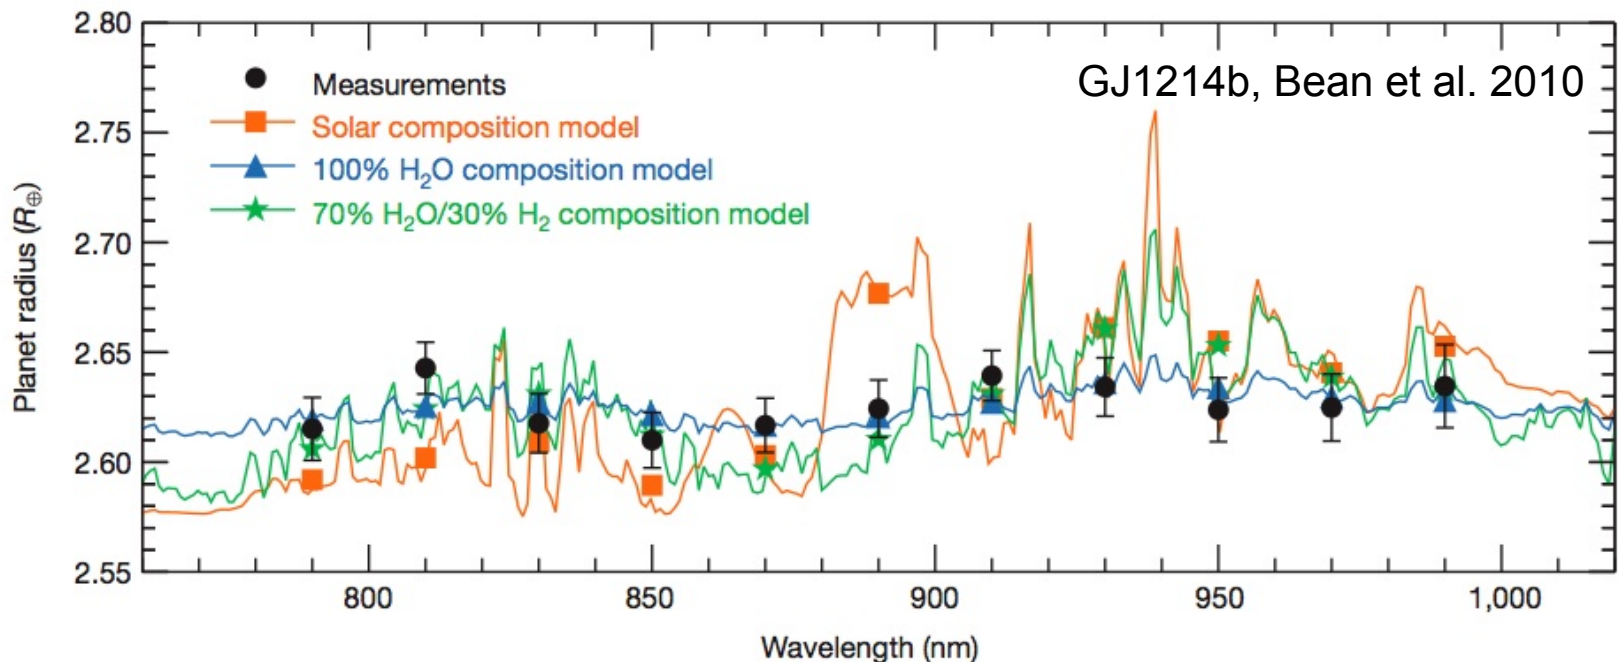 2.80
GJ1214b, Bean et al. 2010
Measurements
2.75
Solar composition model
100% H₂O composition model
70% H₂O/30% H₂ composition model
2.70
2.65
2.60
2.55
Planet radius (R⊕)
800
850
900
950
1,000
Wavelength (nm)